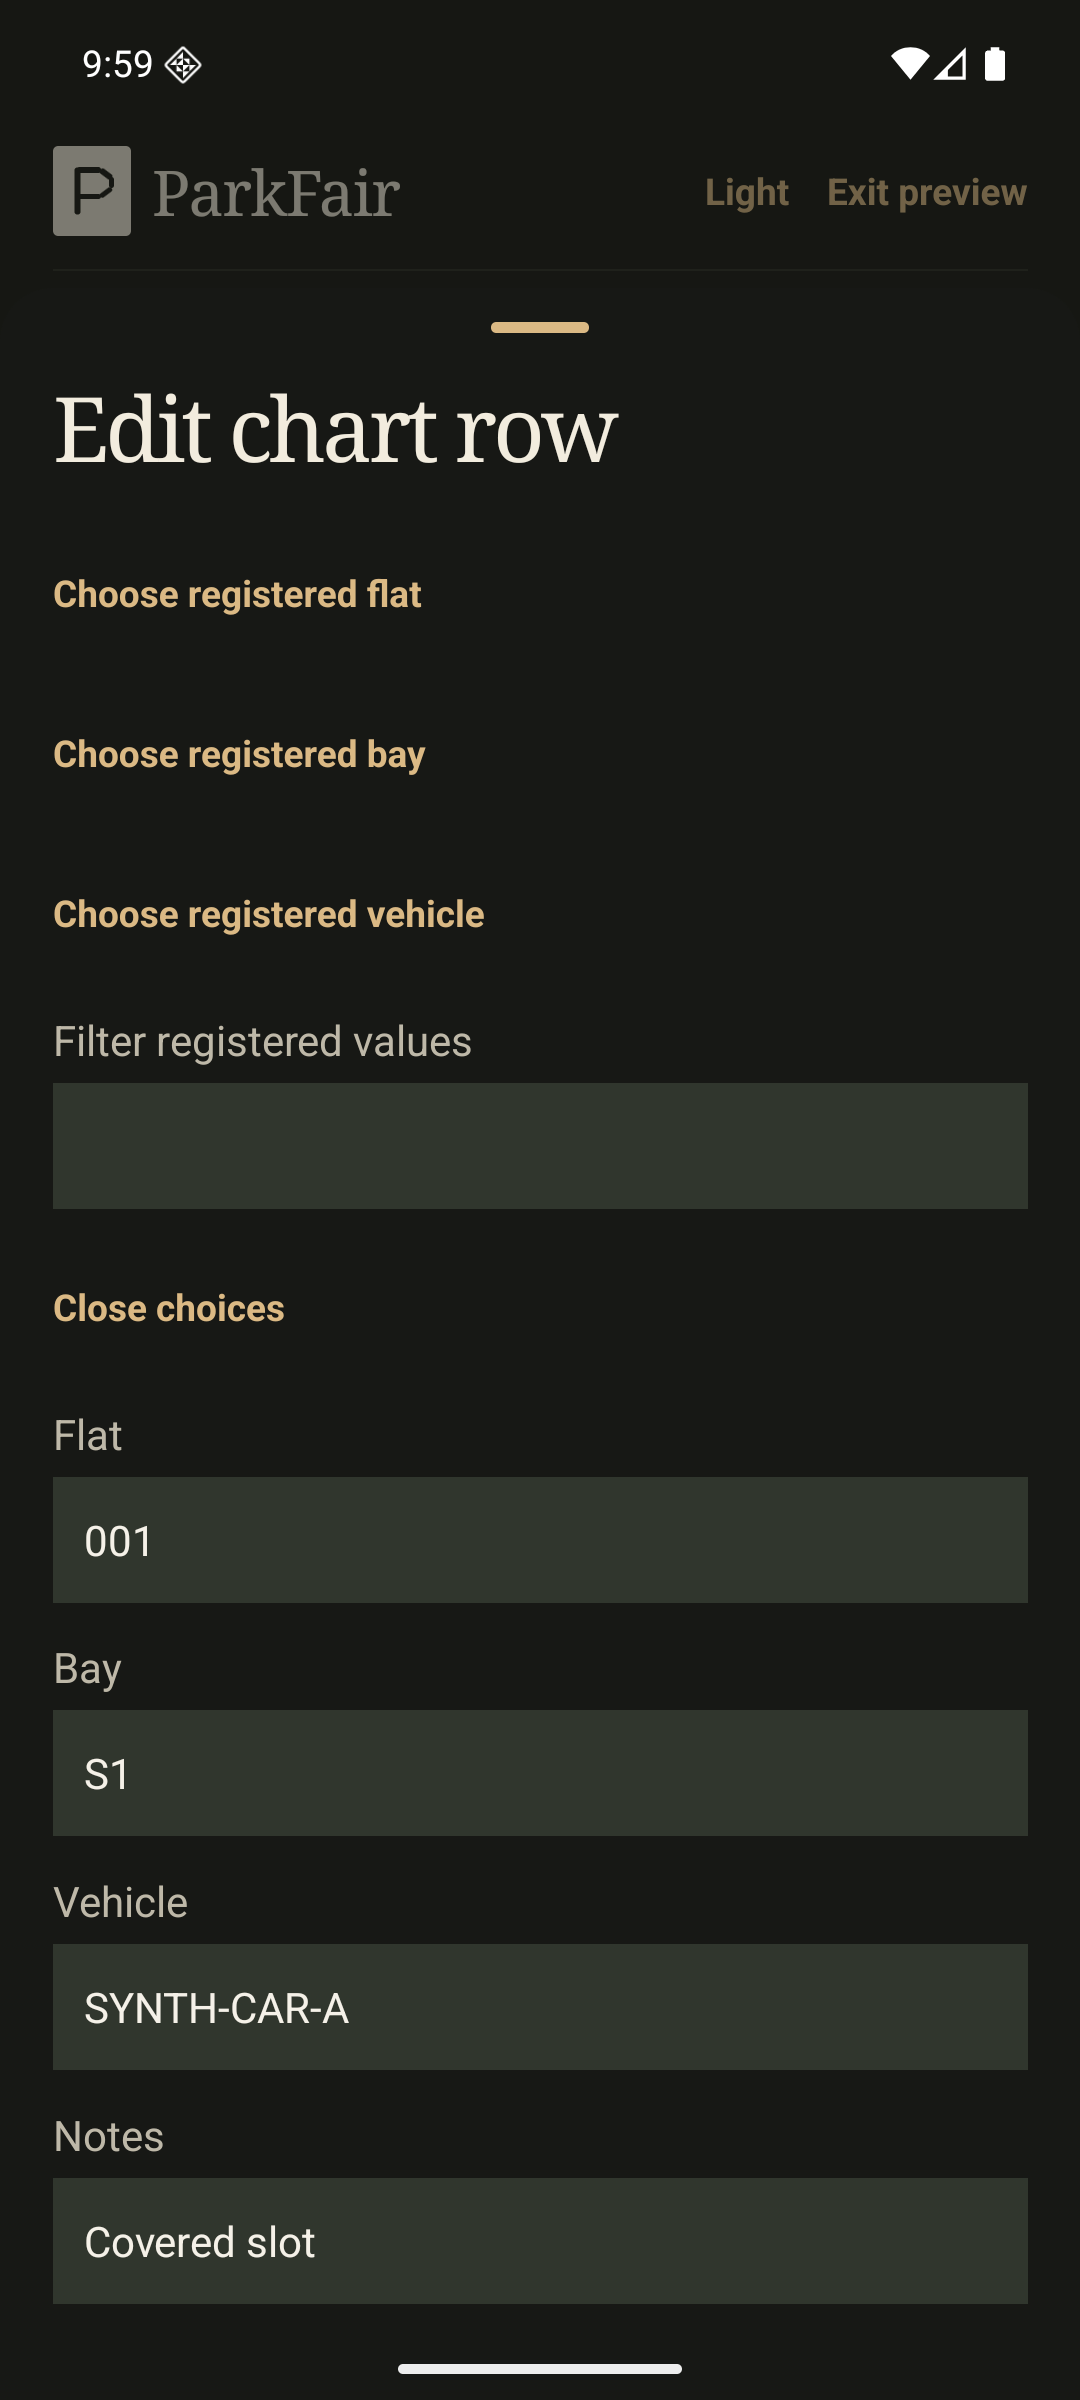 9:59
P ParkFair
Light Exit preview
Edit chart row
Choose registered flat
Choose registered bay
Choose registered vehicle
Filter registered values
Close choices
Flat
001
Bay
S1
Vehicle
SYNTH-CAR-A
Notes
Covered slot